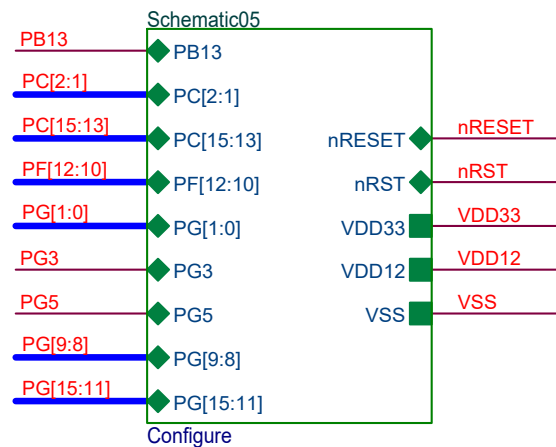 Schematic05
PB13 PB13
PC[2:1] PC[2:1]
PC[15:13] PC[15:13] nRESET nRESET
PF[12:10] PF[12:10] nRST nRST
PG[1:0] PG[1:0] VDD33 VDD33
PG3 PG3 VDD12 VDD12
PG5 PG5 VSS VSS
PG[9:8] PG[9:8]
PG[15:11] PG[15:11]
Configure